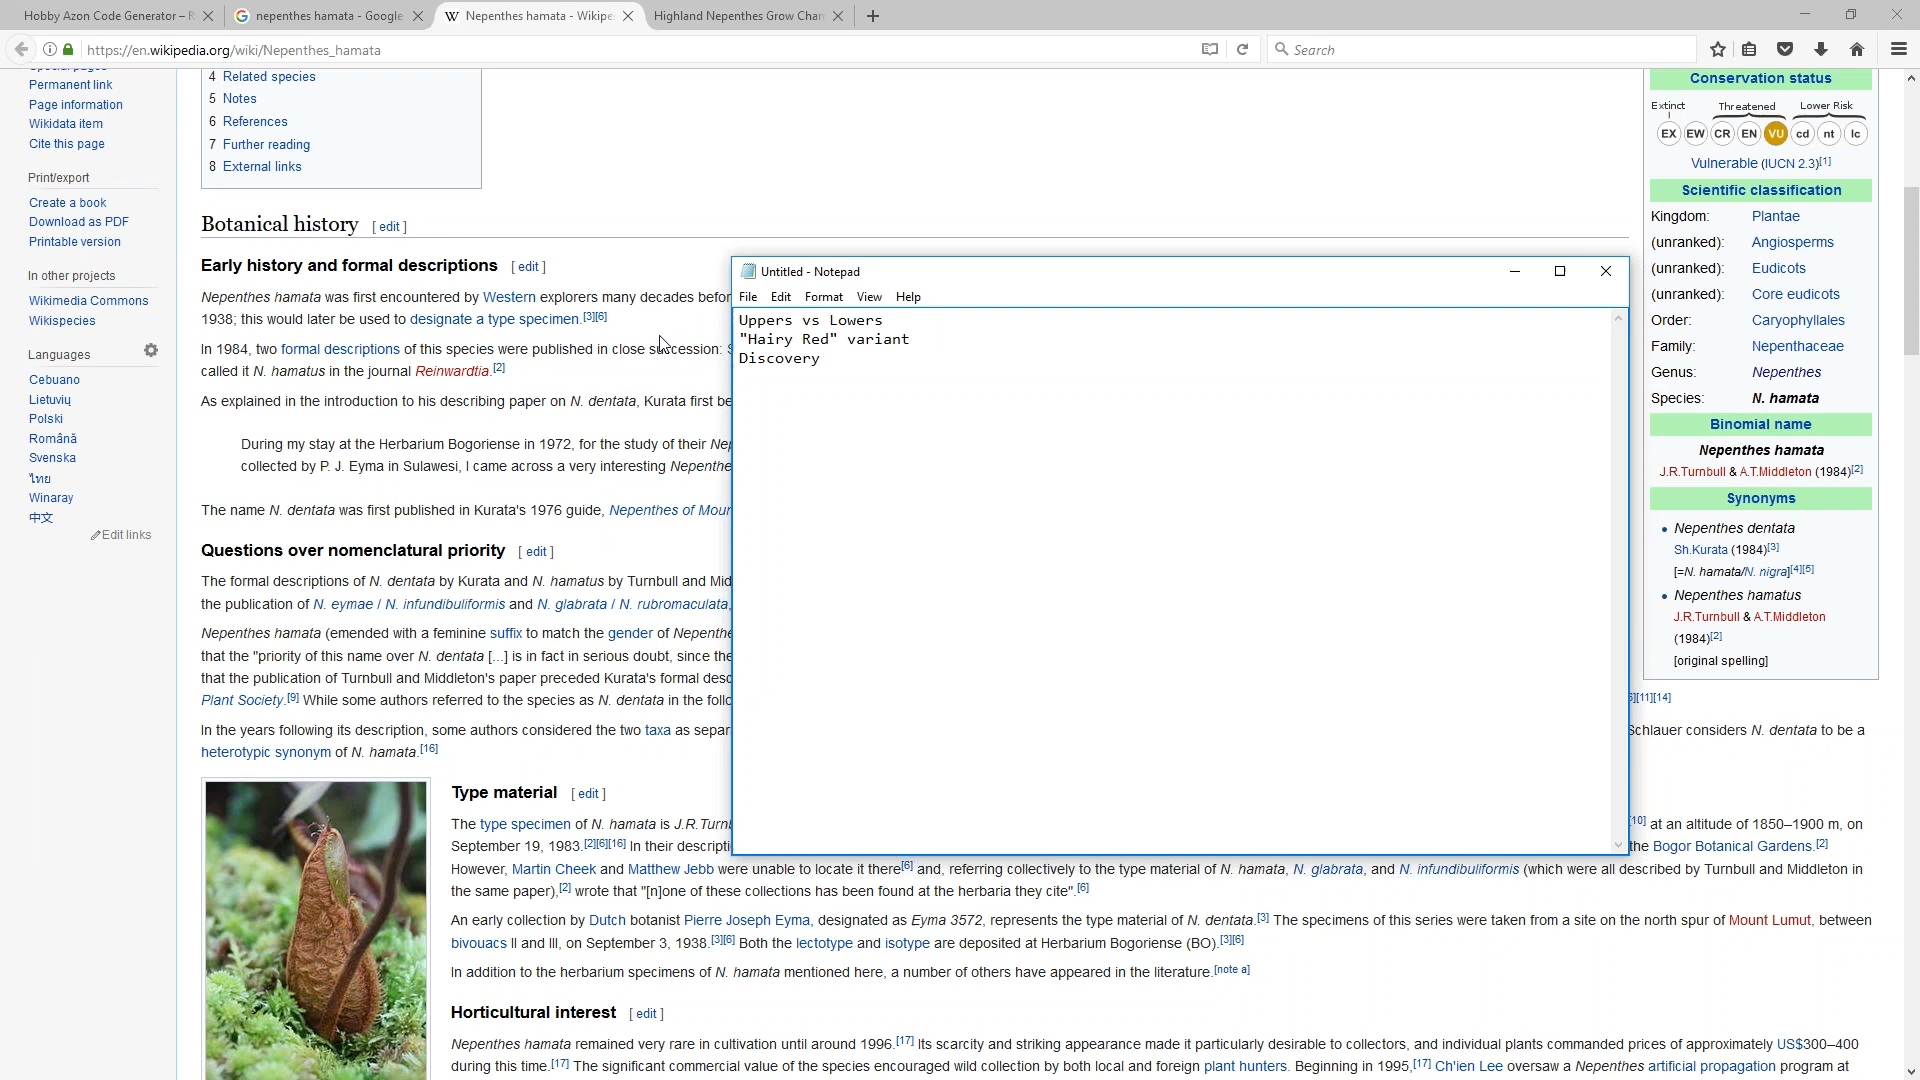 Hobby Azon Code Generator – R
nepenthes hamata - Google
Nepenthes hamata - Wikipe
Highland Nepenthes Grow Cham
https://en.wikipedia.org/wiki/Nepenthes_hamata
Search
Permanent link
Page information
Wikidata item
Cite this page
Print/export
Create a book
Download as PDF
Printable version
In other projects
Wikimedia Commons
Wikispecies
Languages
Cebuano
Lietuvių
Polski
Română
Svenska
ไทย
Winaray
中文
Edit links
4 Related species
5 Notes
6 References
7 Further reading
8 External links
Botanical history [ edit ]
Early history and formal descriptions [ edit ]
Nepenthes hamata was first encountered by Western explorers many decades befor
1938; this would later be used to designate a type specimen.[3][6]
In 1984, two formal descriptions of this species were published in close succession: S
called it N. hamatus in the journal Reinwardtia.[2]
As explained in the introduction to his describing paper on N. dentata, Kurata first be
During my stay at the Herbarium Bogoriense in 1972, for the study of their Nep
collected by P. J. Eyma in Sulawesi, I came across a very interesting Nepenthe
The name N. dentata was first published in Kurata's 1976 guide, Nepenthes of Moun
Questions over nomenclatural priority [ edit ]
The formal descriptions of N. dentata by Kurata and N. hamatus by Turnbull and Mid
the publication of N. eymae / N. infundibuliformis and N. glabrata / N. rubromaculata,
Nepenthes hamata (emended with a feminine suffix to match the gender of Nepenthe
that the "priority of this name over N. dentata [...] is in fact in serious doubt, since the
that the publication of Turnbull and Middleton's paper preceded Kurata's formal desc
Plant Society.[9] While some authors referred to the species as N. dentata in the follo
][11][14]
In the years following its description, some authors considered the two taxa as separ
Schlauer considers N. dentata to be a
heterotypic synonym of N. hamata.[16]
Type material [ edit ]
The type specimen of N. hamata is J.R.Turnb
[10] at an altitude of 1850–1900 m, on
September 19, 1983.[2][6][16] In their descripti
the Bogor Botanical Gardens.[2]
However, Martin Cheek and Matthew Jebb were unable to locate it there[6] and, referring collectively to the type material of N. hamata, N. glabrata, and N. infundibuliformis (which were all described by Turnbull and Middleton in
the same paper),[2] wrote that "[n]one of these collections has been found at the herbaria they cite".[6]
An early collection by Dutch botanist Pierre Joseph Eyma, designated as Eyma 3572, represents the type material of N. dentata.[3] The specimens of this series were taken from a site on the north spur of Mount Lumut, between
bivouacs II and III, on September 3, 1938.[3][6] Both the lectotype and isotype are deposited at Herbarium Bogoriense (BO).[3][6]
In addition to the herbarium specimens of N. hamata mentioned here, a number of others have appeared in the literature.[note a]
Horticultural interest [ edit ]
Nepenthes hamata remained very rare in cultivation until around 1996.[17] Its scarcity and striking appearance made it particularly desirable to collectors, and individual plants commanded prices of approximately US$300–400
during this time.[17] The significant commercial value of the species encouraged wild collection by both local and foreign plant hunters. Beginning in 1995,[17] Ch'ien Lee oversaw a Nepenthes artificial propagation program at
Untitled - Notepad
File Edit Format View Help
Uppers vs Lowers
"Hairy Red" variant
Discovery
Conservation status
Extinct Threatened Lower Risk
EX EW CR EN VU cd nt lc
Vulnerable (IUCN 2.3)[1]
Scientific classification
Kingdom: Plantae
(unranked): Angiosperms
(unranked): Eudicots
(unranked): Core eudicots
Order: Caryophyllales
Family: Nepenthaceae
Genus: Nepenthes
Species: N. hamata
Binomial name
Nepenthes hamata
J.R.Turnbull & A.T.Middleton (1984)[2]
Synonyms
Nepenthes dentata
Sh.Kurata (1984)[3]
[=N. hamata/N. nigra][4][5]
Nepenthes hamatus
J.R.Turnbull & A.T.Middleton
(1984)[2]
[original spelling]